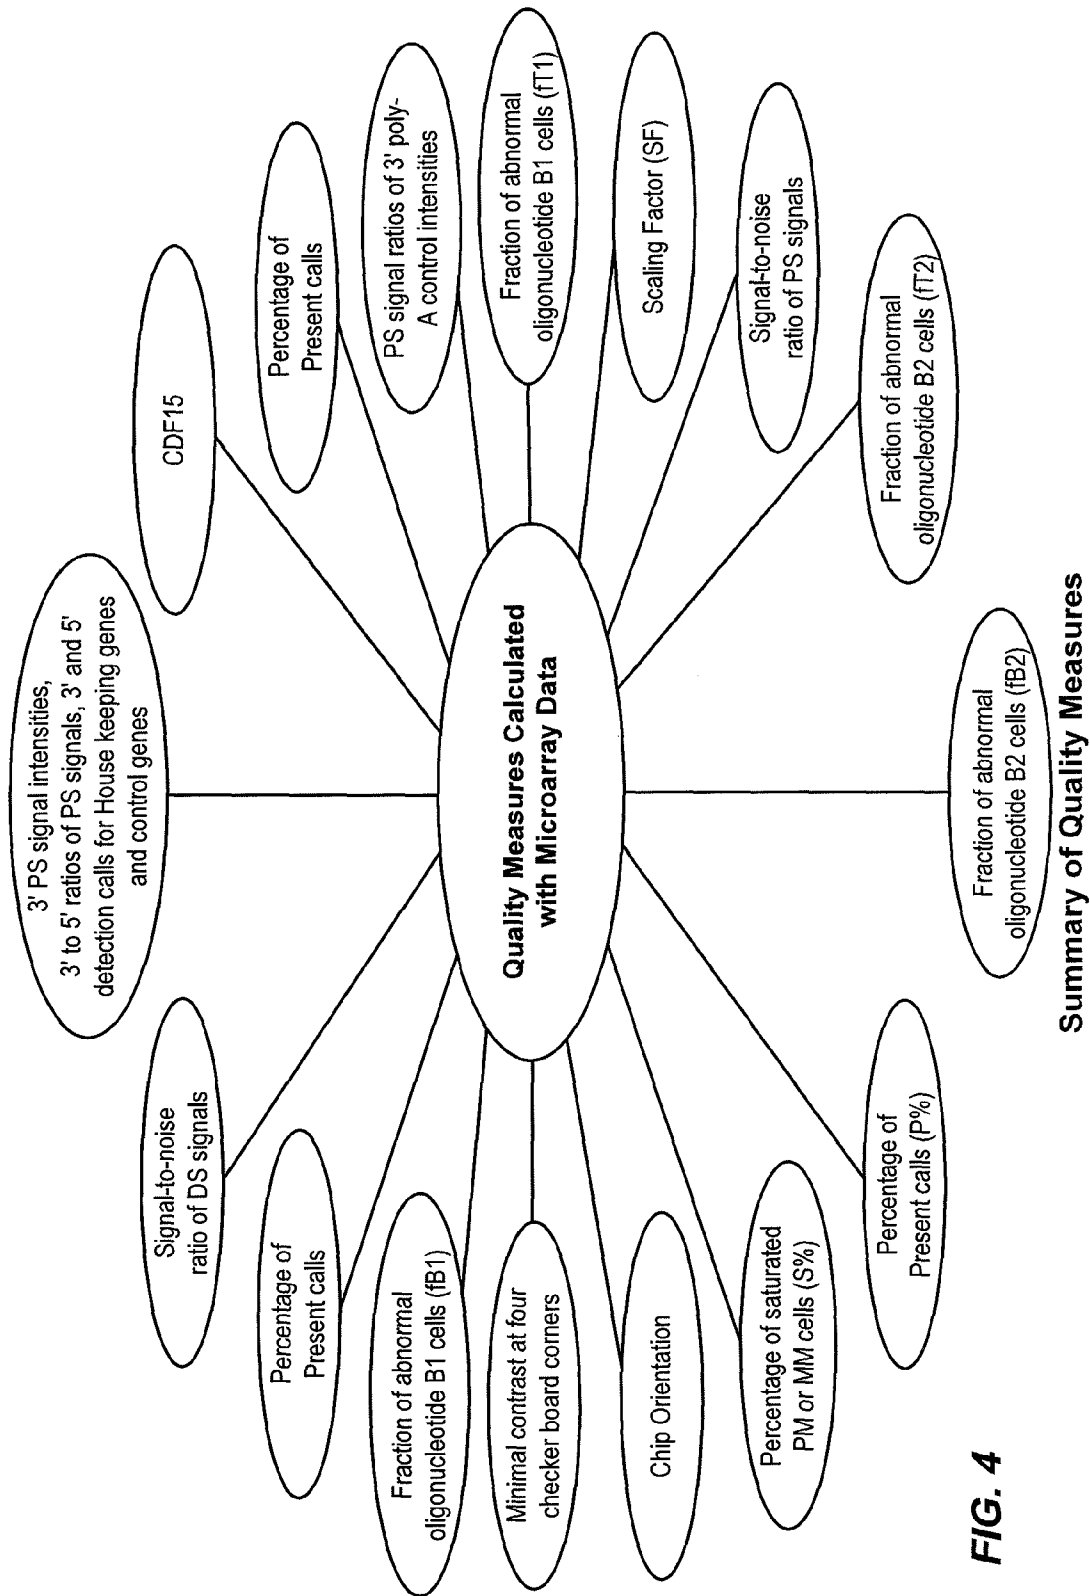 3' PS signal intensities,
3' to 5' ratios of PS signals, 3' and 5'
detection calls for House keeping genes
and control genes
Signal-to-noise
ratio of DS signals
CDF15
Percentage of
Present calls
Percentage of
Present calls
Fraction of abnormal
oligonucleotide B1 cells (fB1)
PS signal ratios of 3' poly-
A control intensities
Minimal contrast at four
checker board corners
Quality Measures Calculated
with Microarray Data
Fraction of abnormal
oligonucleotide B1 cells (fT1)
Chip Orientation
Scaling Factor (SF)
Percentage of saturated
PM or MM cells (S%)
Signal-to-noise
ratio of PS signals
Percentage of
Present calls (P%)
Fraction of abnormal
oligonucleotide B2 cells (fT2)
Fraction of abnormal
oligonucleotide B2 cells (fB2)
FIG. 4
Summary of Quality Measures